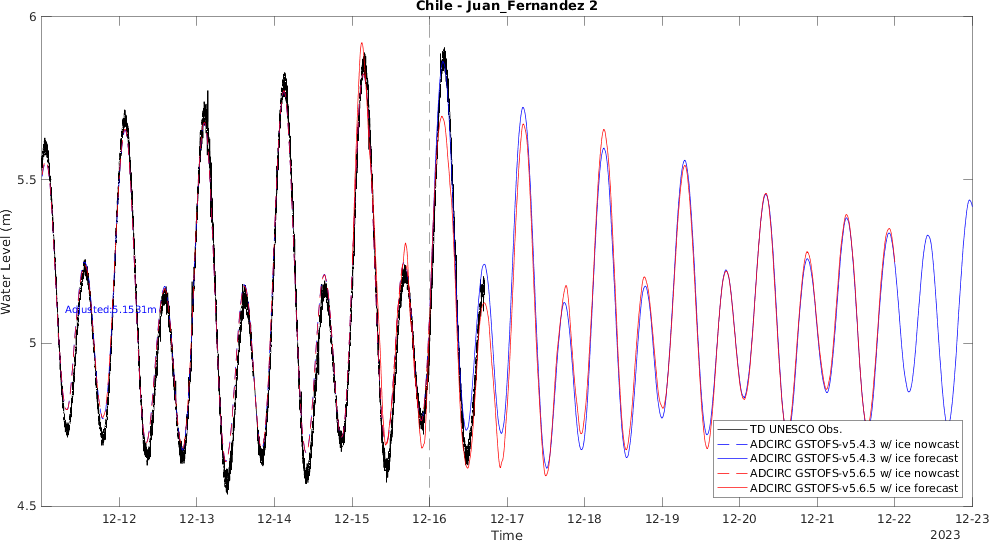 Chile - Juan_Fernandez 2
Water Level (m)
6
5.5
5
4.5
Adjusted:5.1531m
TD UNESCO Obs.
ADCIRC GSTOFS-v5.4.3 w/ ice nowcast
ADCIRC GSTOFS-v5.4.3 w/ ice forecast
ADCIRC GSTOFS-v5.6.5 w/ ice nowcast
ADCIRC GSTOFS-v5.6.5 w/ ice forecast
12-12 12-13 12-14 12-15 12-16 12-17 12-18 12-19 12-20 12-21 12-22 12-23
Time
2023